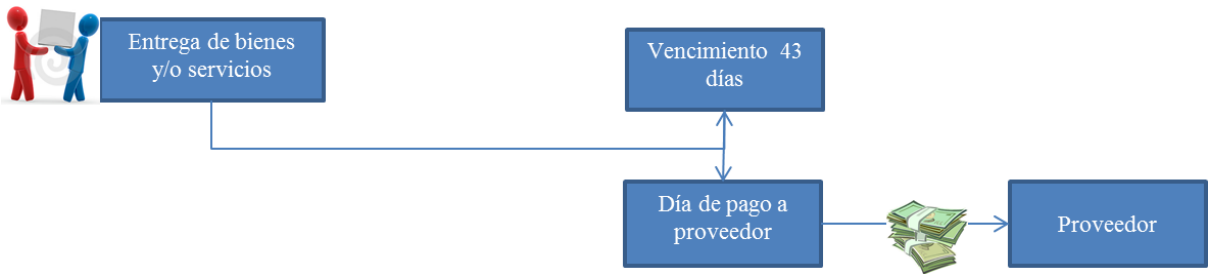 Entrega de bienes
y/o servicios
Vencimiento 43
días
Día de pago a
proveedor
Proveedor